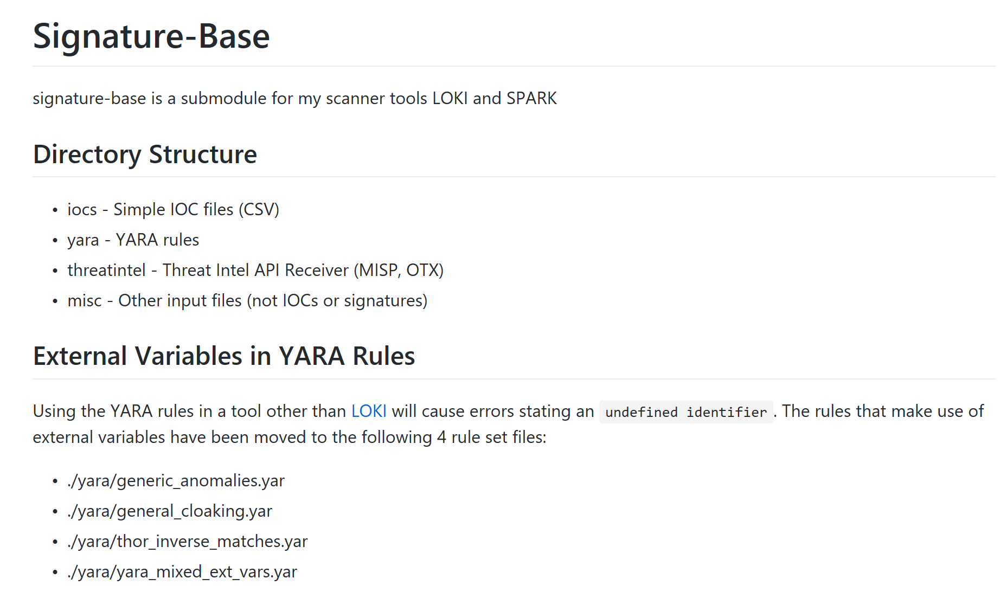 Signature-Base
signature-base is a submodule for my scanner tools LOKI and SPARK
Directory Structure
• iocs - Simple IOC files (CSV)
• yara - YARA rules
• threatintel - Threat Intel API Receiver (MISP, OTX)
• misc - Other input files (not IOCs or signatures)
External Variables in YARA Rules
Using the YARA rules in a tool other than LOKI will cause errors stating an undefined identifier. The rules that make use of
external variables have been moved to the following 4 rule set files:
• ./yara/generic_anomalies.yar
• ./yara/general_cloaking.yar
• ./yara/thor_inverse_matches.yar
• ./yara/yara_mixed_ext_vars.yar